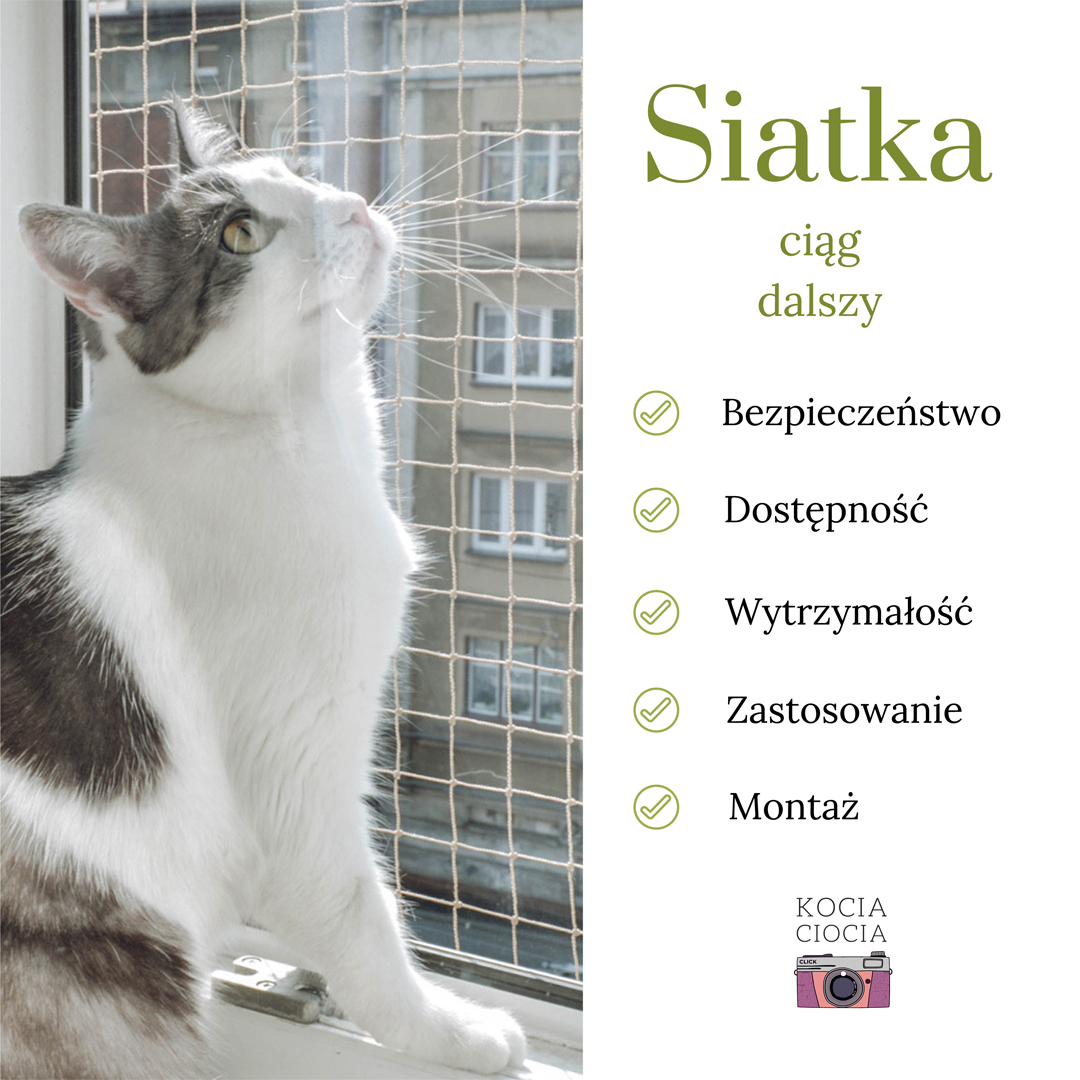 Siatka
ciąg
dalszy
Bezpieczeństwo
Dostępność
Wytrzymałość
Zastosowanie
Montaż
KOCIA
CIOCIA
CLICK